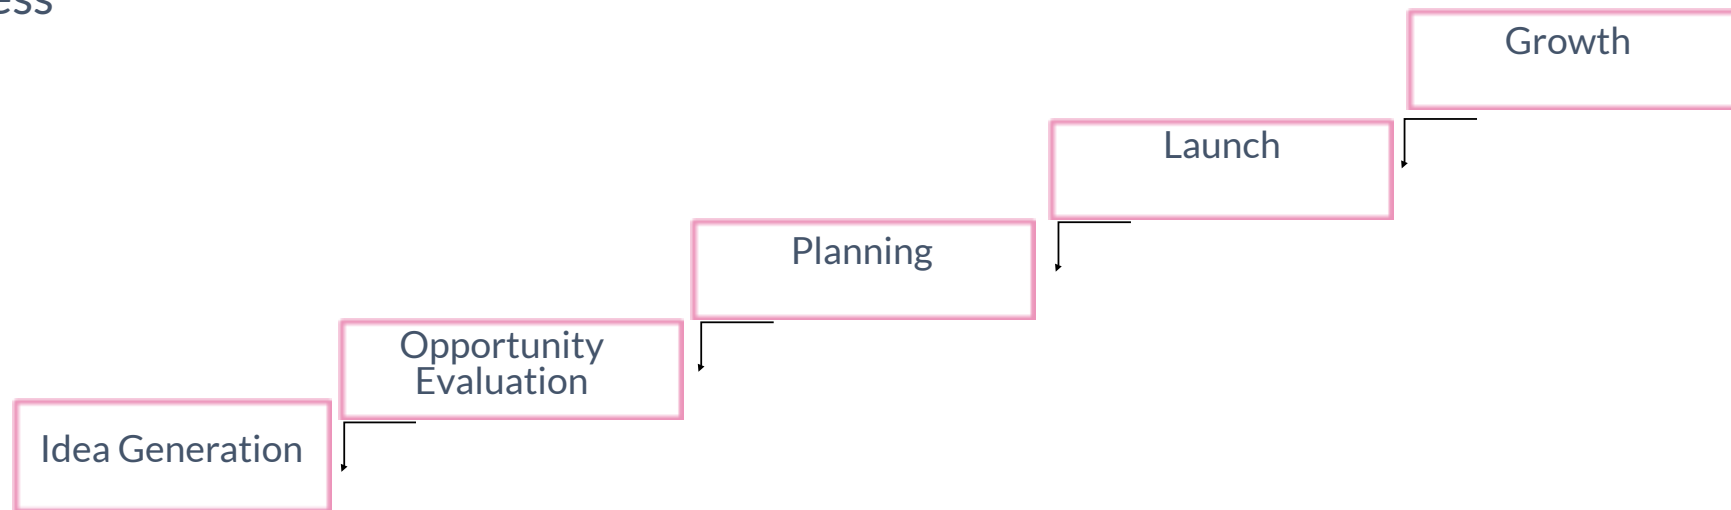 Growth
Launch
Planning
Opportunity
Evaluation
Idea Generation